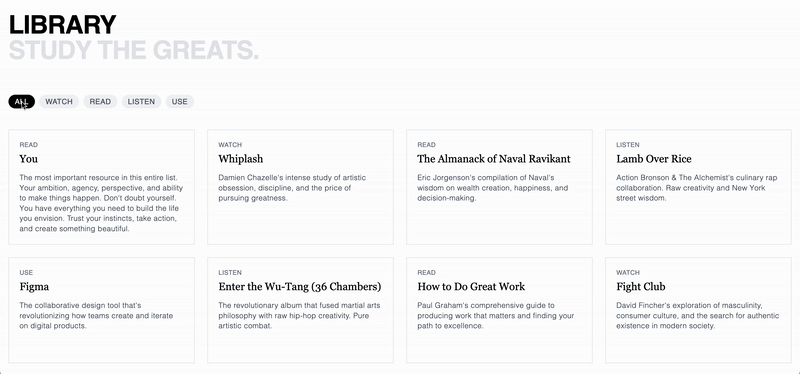 LIBRARY
STUDY THE GREATS.
ALL
WATCH
READ
LISTEN
USE
READ
You
The most important resource in this entire list.
Your ambition, agency, perspective, and ability
to make things happen. Don't doubt yourself.
You have everything you need to build the life
you envision. Trust your instincts, take action,
and create something beautiful.
WATCH
Whiplash
Damien Chazelle's intense study of artistic
obsession, discipline, and the price of
pursuing greatness.
READ
The Almanack of Naval Ravikant
Eric Jorgenson's compilation of Naval's
wisdom on wealth creation, happiness, and
decision-making.
LISTEN
Lamb Over Rice
Action Bronson & The Alchemist's culinary rap
collaboration. Raw creativity and New York
street wisdom.
USE
Figma
The collaborative design tool that's
revolutionizing how teams create and iterate
on digital products.
LISTEN
Enter the Wu-Tang (36 Chambers)
The revolutionary album that fused martial arts
philosophy with raw hip-hop creativity. Pure
artistic combat.
READ
How to Do Great Work
Paul Graham's comprehensive guide to
producing work that matters and finding your
path to excellence.
WATCH
Fight Club
David Fincher's exploration of masculinity,
consumer culture, and the search for authentic
existence in modern society.